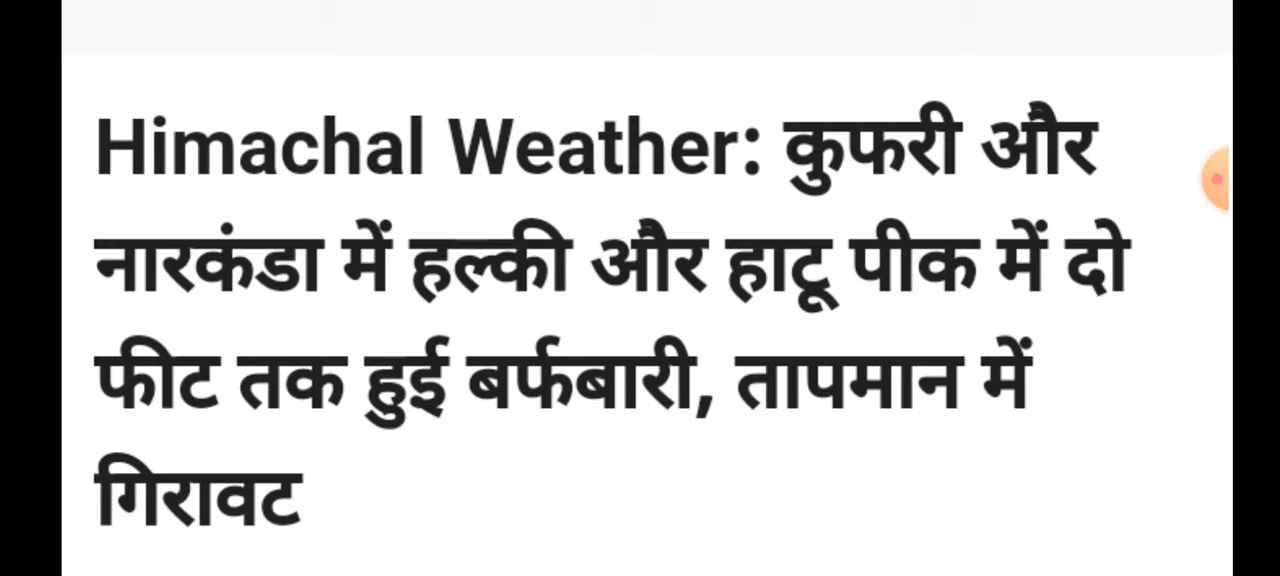 Himachal Weather: कुफरी और
नारकंडा में हल्की और हाटू पीक में दो
फीट तक हुई बर्फबारी, तापमान में
गिरावट